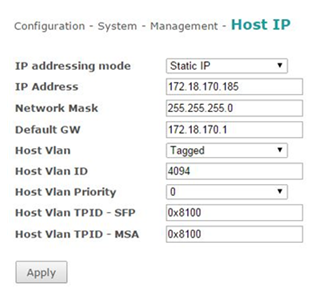 Configuration - System - Management - Host IP
IP addressing mode Static IP
IP Address 172.18.170.185
Network Mask 255.255.255.0
Default GW 172.18.170.1
Host Vlan Tagged
Host Vlan ID 4094
Host Vlan Priority 0
Host Vlan TPID - SFP 0x8100
Host Vlan TPID - MSA 0x8100
Apply